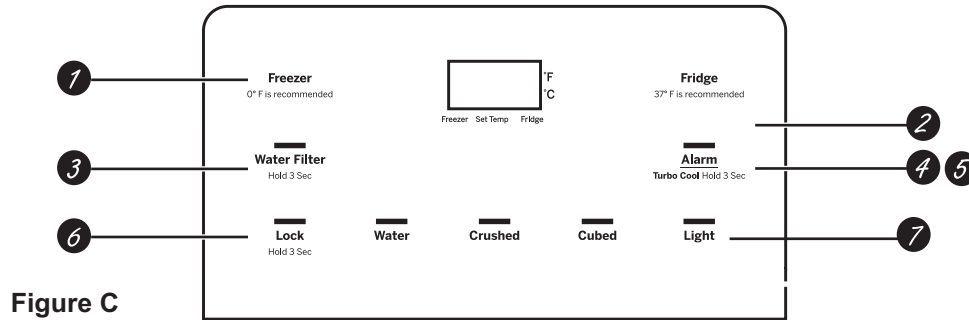 1
Freezer
0° F is recommended
°F
°C
Freezer Set Temp Fridge
Fridge
37° F is recommended
2
3
Water Filter
Hold 3 Sec
Alarm
Turbo Cool Hold 3 Sec
4 5
6
Lock
Hold 3 Sec
Water
Crushed
Cubed
Light
7
Figure C